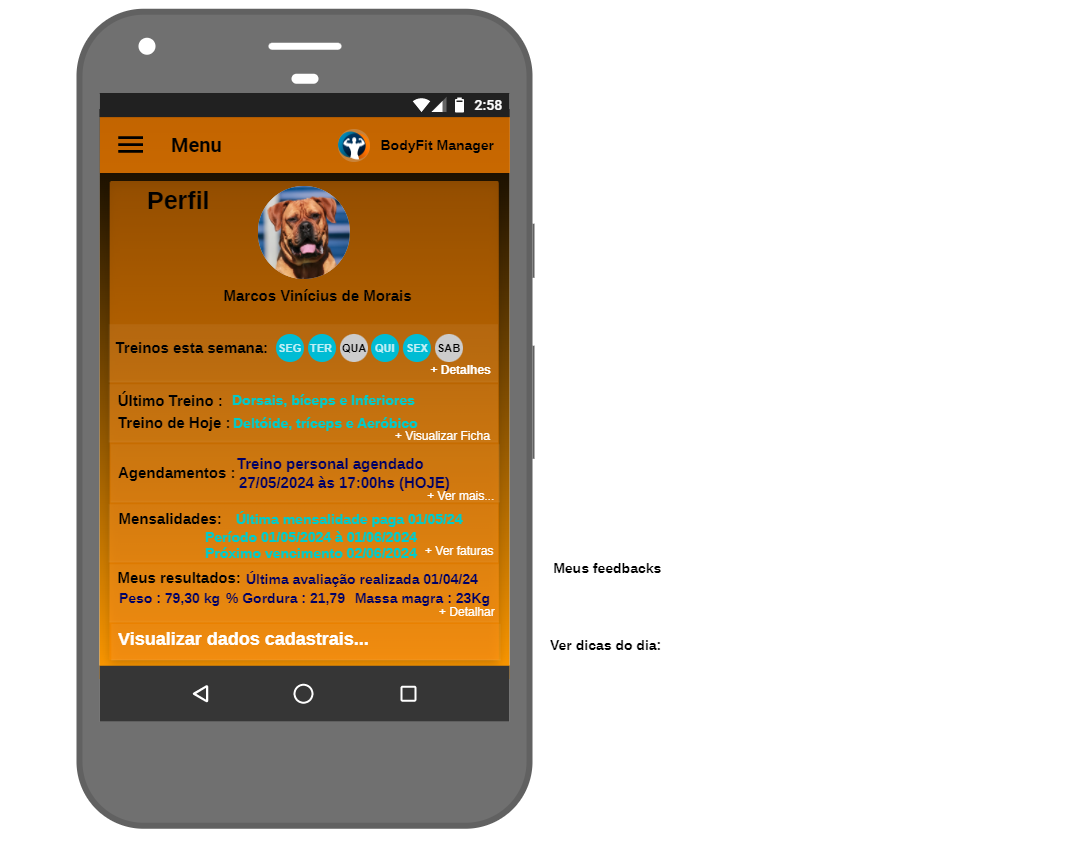 2:58
Menu
BodyFit Manager
Perfil
Marcos Vinícius de Morais
Treinos esta semana: SEG TER QUA QUI SEX SAB
+ Detalhes
Último Treino : Dorsais, bíceps e Inferiores
Treino de Hoje : Deltóide, tríceps e Aeróbico
+ Visualizar Ficha
Agendamentos : Treino personal agendado
27/05/2024 às 17:00hs (HOJE)
+ Ver mais...
Mensalidades: Última mensalidade paga 01/05/24
Período 01/05/2024 a 01/06/2024
Próximo vencimento 02/06/2024 + Ver faturas
Meus resultados: Última avaliação realizada 01/04/24
Peso : 79,30 kg % Gordura : 21,79 Massa magra : 23Kg
+ Detalhar
Visualizar dados cadastrais...
Meus feedbacks
Ver dicas do dia: